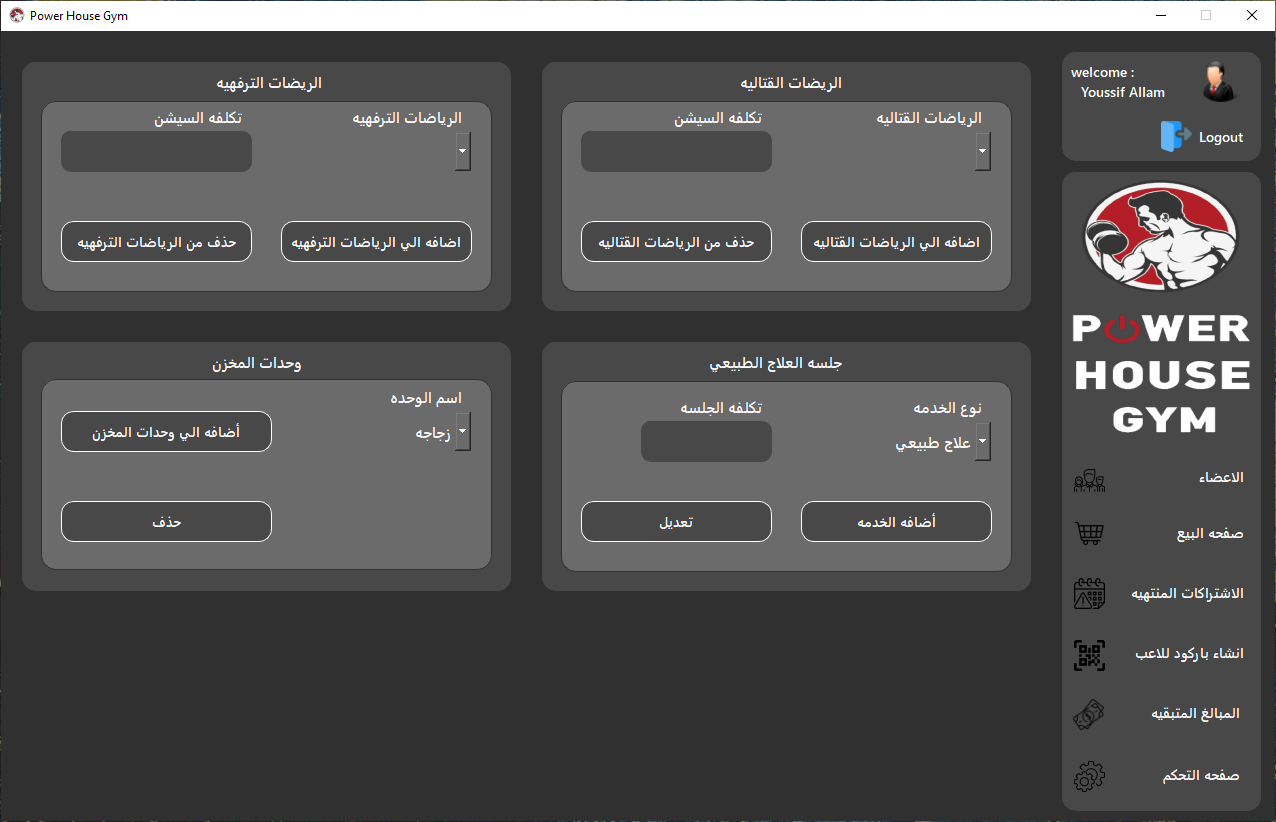 Power House Gym
welcome :
Youssif Allam
Logout
POWER
HOUSE
GYM
الاعضاء
صفحه البيع
الاشتراكات المنتهيه
انشاء باركود للاعب
المبالغ المتبقيه
صفحه التحكم
الريضات القتاليه
الرياضات القتاليه
تكلفه السيشن
اضافه الي الرياضات القتاليه
حذف من الرياضات القتاليه
الريضات الترفهيه
الرياضات الترفهيه
تكلفه السيشن
اضافه الي الرياضات الترفهيه
حذف من الرياضات الترفهيه
جلسه العلاج الطبيعي
نوع الخدمه
تكلفه الجلسه
علاج طبيعي
أضافه الخدمه
تعديل
وحدات المخزن
اسم الوحده
زجاجه
أضافه الي وحدات المخزن
حذف